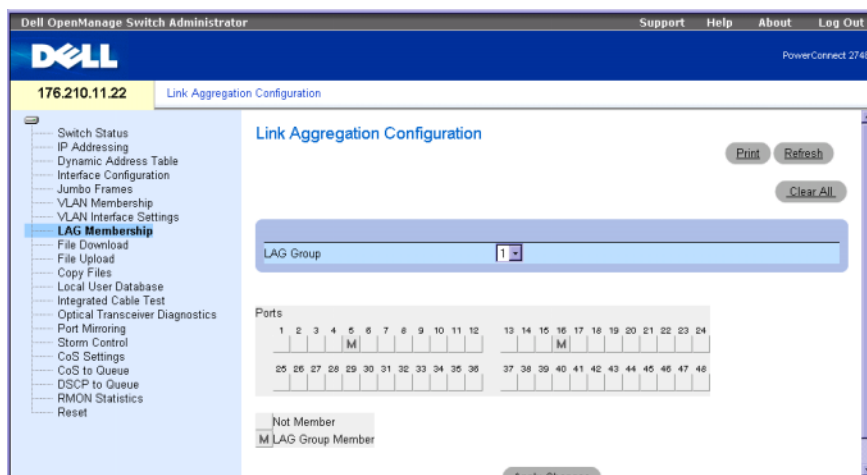 Dell OpenManage Switch Administrator
Support Help About Log Out
DELL
PowerConnect 2748
176.210.11.22
Link Aggregation Configuration
Switch Status
IP Addressing
Dynamic Address Table
Interface Configuration
Jumbo Frames
VLAN Membership
VLAN Interface Settings
LAG Membership
File Download
File Upload
Copy Files
Local User Database
Integrated Cable Test
Optical Transceiver Diagnostics
Port Mirroring
Storm Control
CoS Settings
CoS to Queue
DSCP to Queue
RMON Statistics
Reset
Link Aggregation Configuration
Print Refresh
Clear All
LAG Group 1
Ports
1 2 3 4 5 6 7 8 9 10 11 12 13 14 15 16 17 18 19 20 21 22 23 24
M M
25 26 27 28 29 30 31 32 33 34 35 36 37 38 39 40 41 42 43 44 45 46 47 48
Not Member
M LAG Group Member